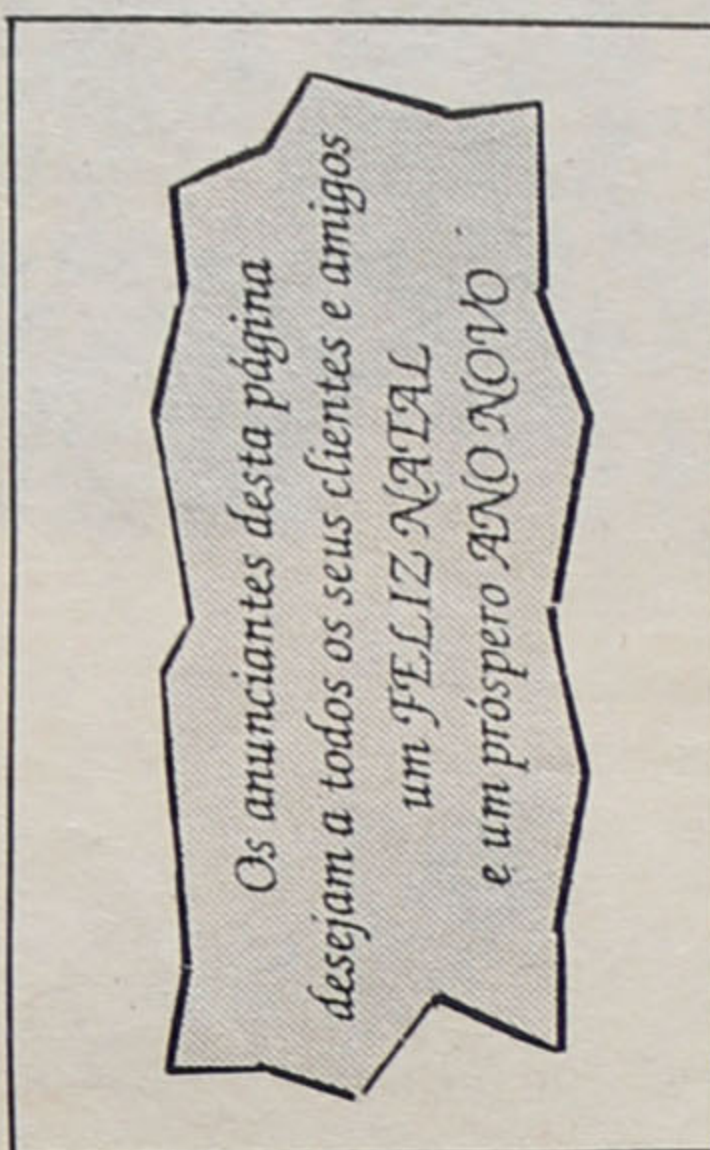 Os anunciantes desta página
desejam a todos os seus clientes e amigos
um FELIZ NATAL
e um próspero ANO NOVO